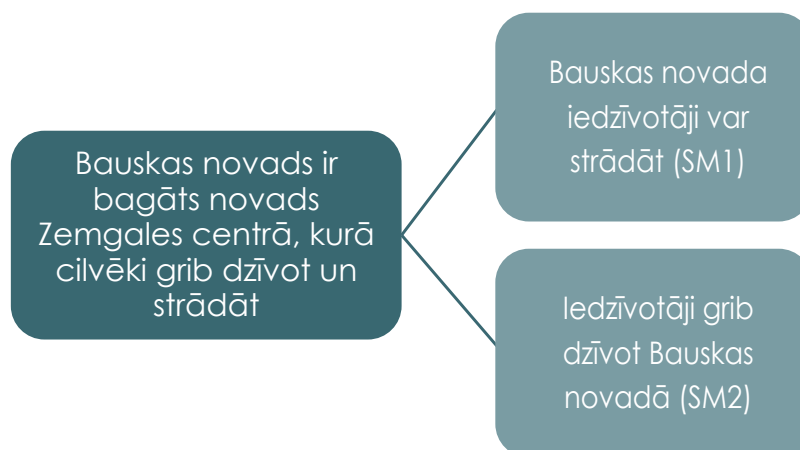 Bauskas novads ir
bagāts novads
Zemgales centrā, kurā
cilvēki grib dzīvot un
strādāt
Bauskas novada
iedzīvotāji var
strādāt (SM1)
Iedzīvotāji grib
dzīvot Bauskas
novadā (SM2)